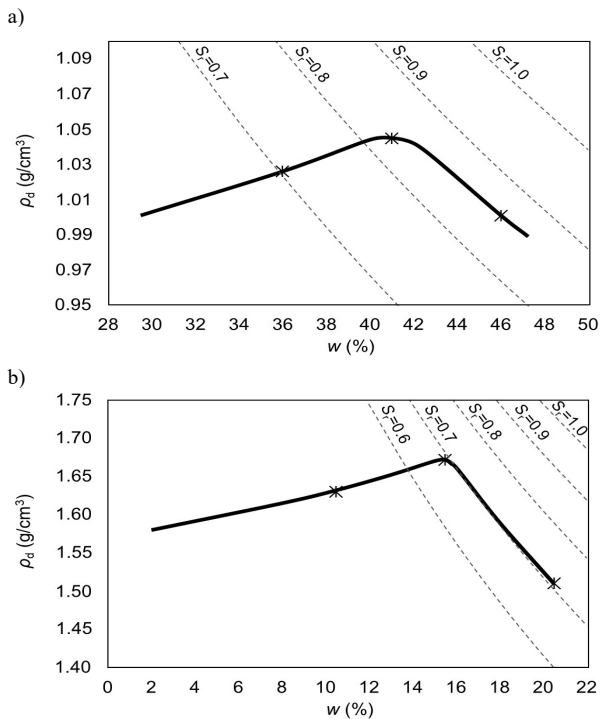 a)
1.09
1.07
1.05
1.03
1.01
0.99
0.97
0.95
ρd (g/cm³)
Sr=0.7
Sr=0.8
Sr=0.9
Sr=1.0
28 30 32 34 36 38 40 42 44 46 48 50
w (%)
b)
1.75
1.70
1.65
1.60
1.55
1.50
1.45
1.40
ρd (g/cm³)
Sr=0.6
Sr=0.7
Sr=0.8
Sr=0.9
Sr=1.0
0 2 4 6 8 10 12 14 16 18 20 22
w (%)